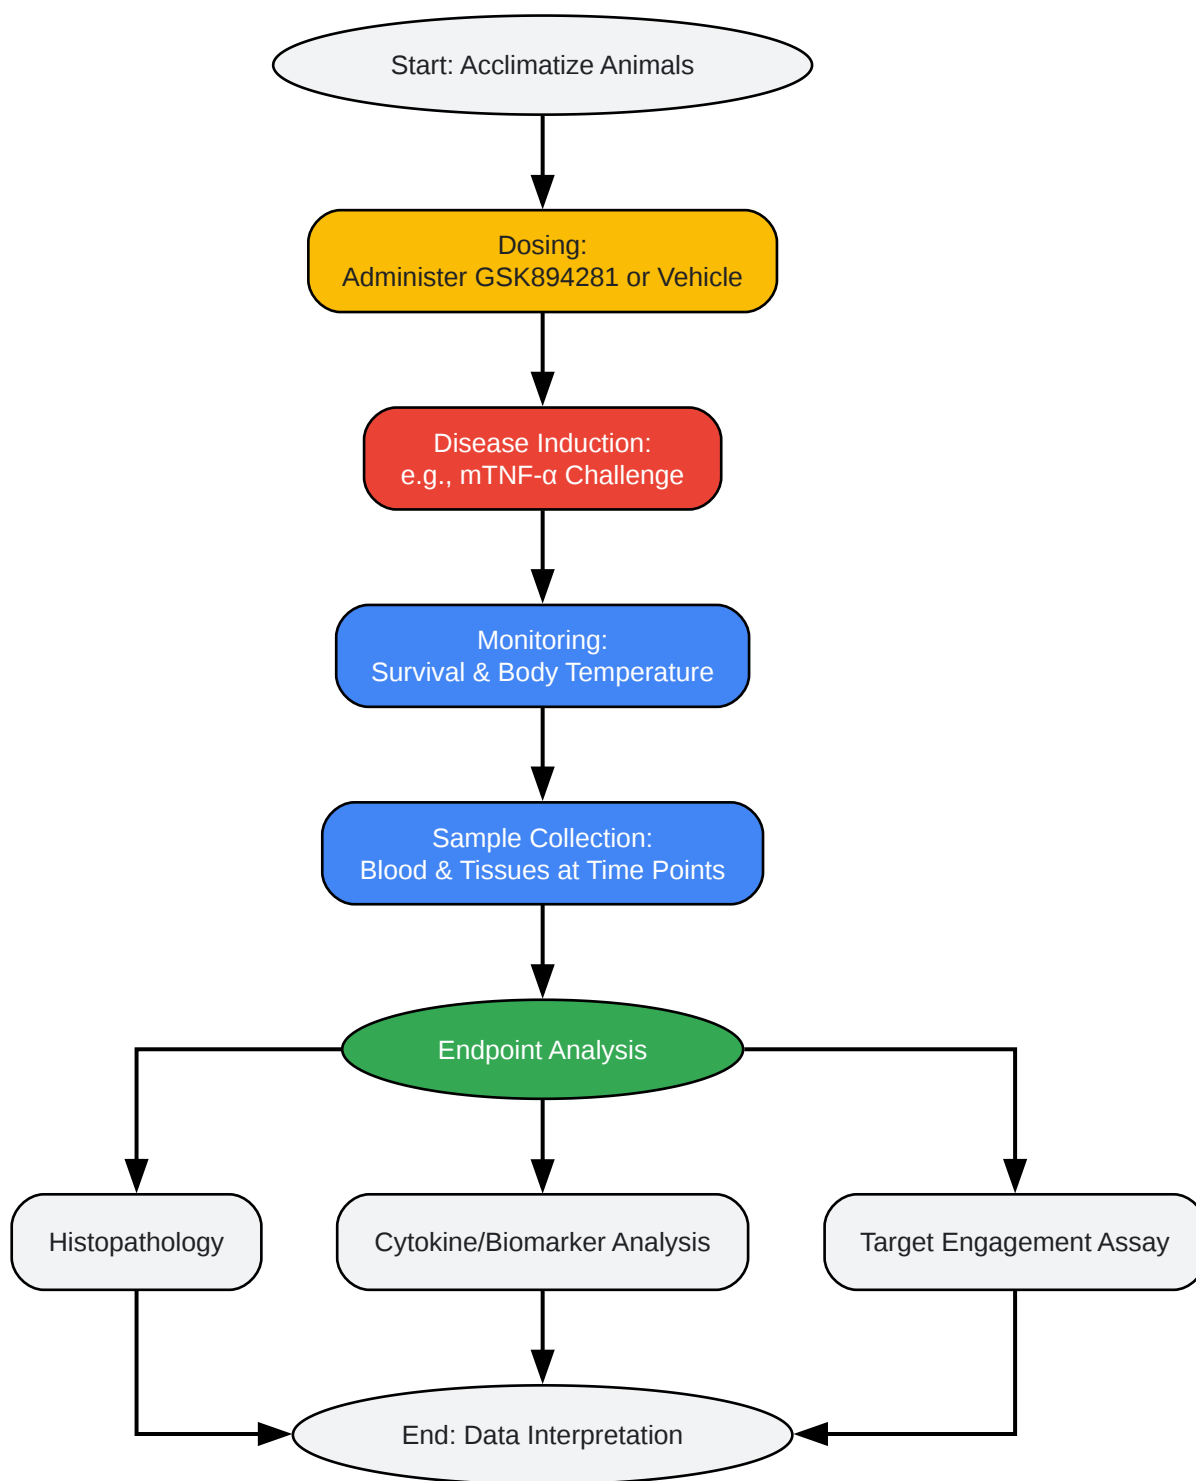 Start: Acclimatize Animals
Dosing:
Administer GSK894281 or Vehicle
Disease Induction:
e.g., mTNF-α Challenge
Monitoring:
Survival & Body Temperature
Sample Collection:
Blood & Tissues at Time Points
Endpoint Analysis
Histopathology
Cytokine/Biomarker Analysis
Target Engagement Assay
End: Data Interpretation